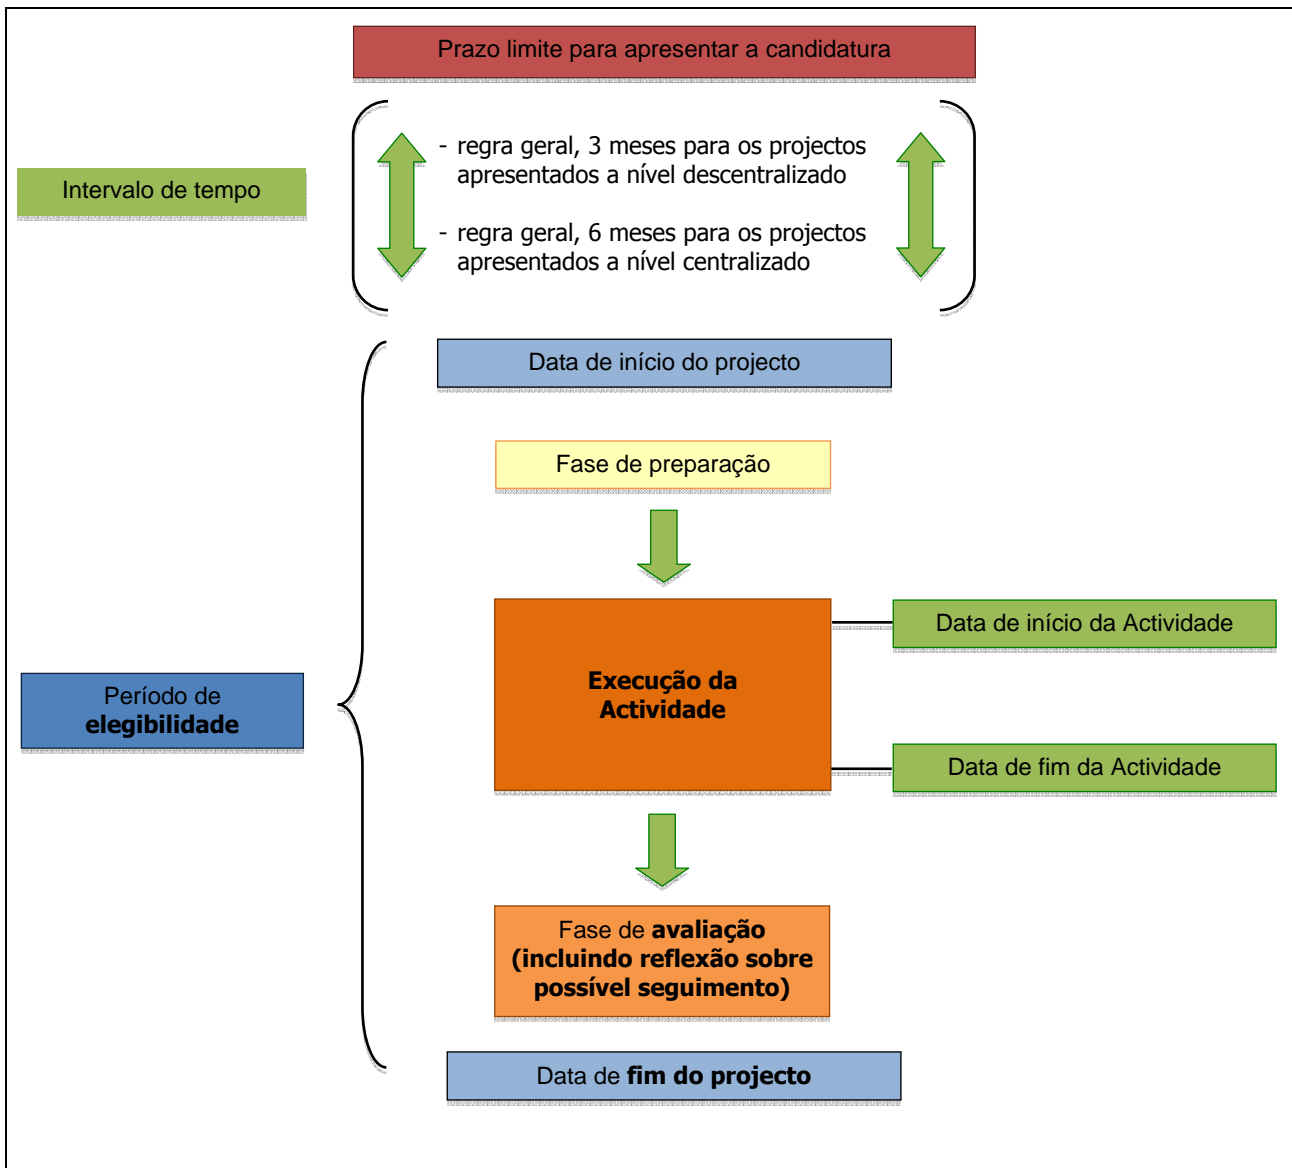 Prazo limite para apresentar a candidatura
Intervalo de tempo
- regra geral, 3 meses para os projectos
apresentados a nível descentralizado
- regra geral, 6 meses para os projectos
apresentados a nível centralizado
Data de início do projecto
Fase de preparação
Execução da
Actividade
Data de início da Actividade
Período de
elegibilidade
Data de fim da Actividade
Fase de avaliação
(incluindo reflexão sobre
possível seguimento)
Data de fim do projecto